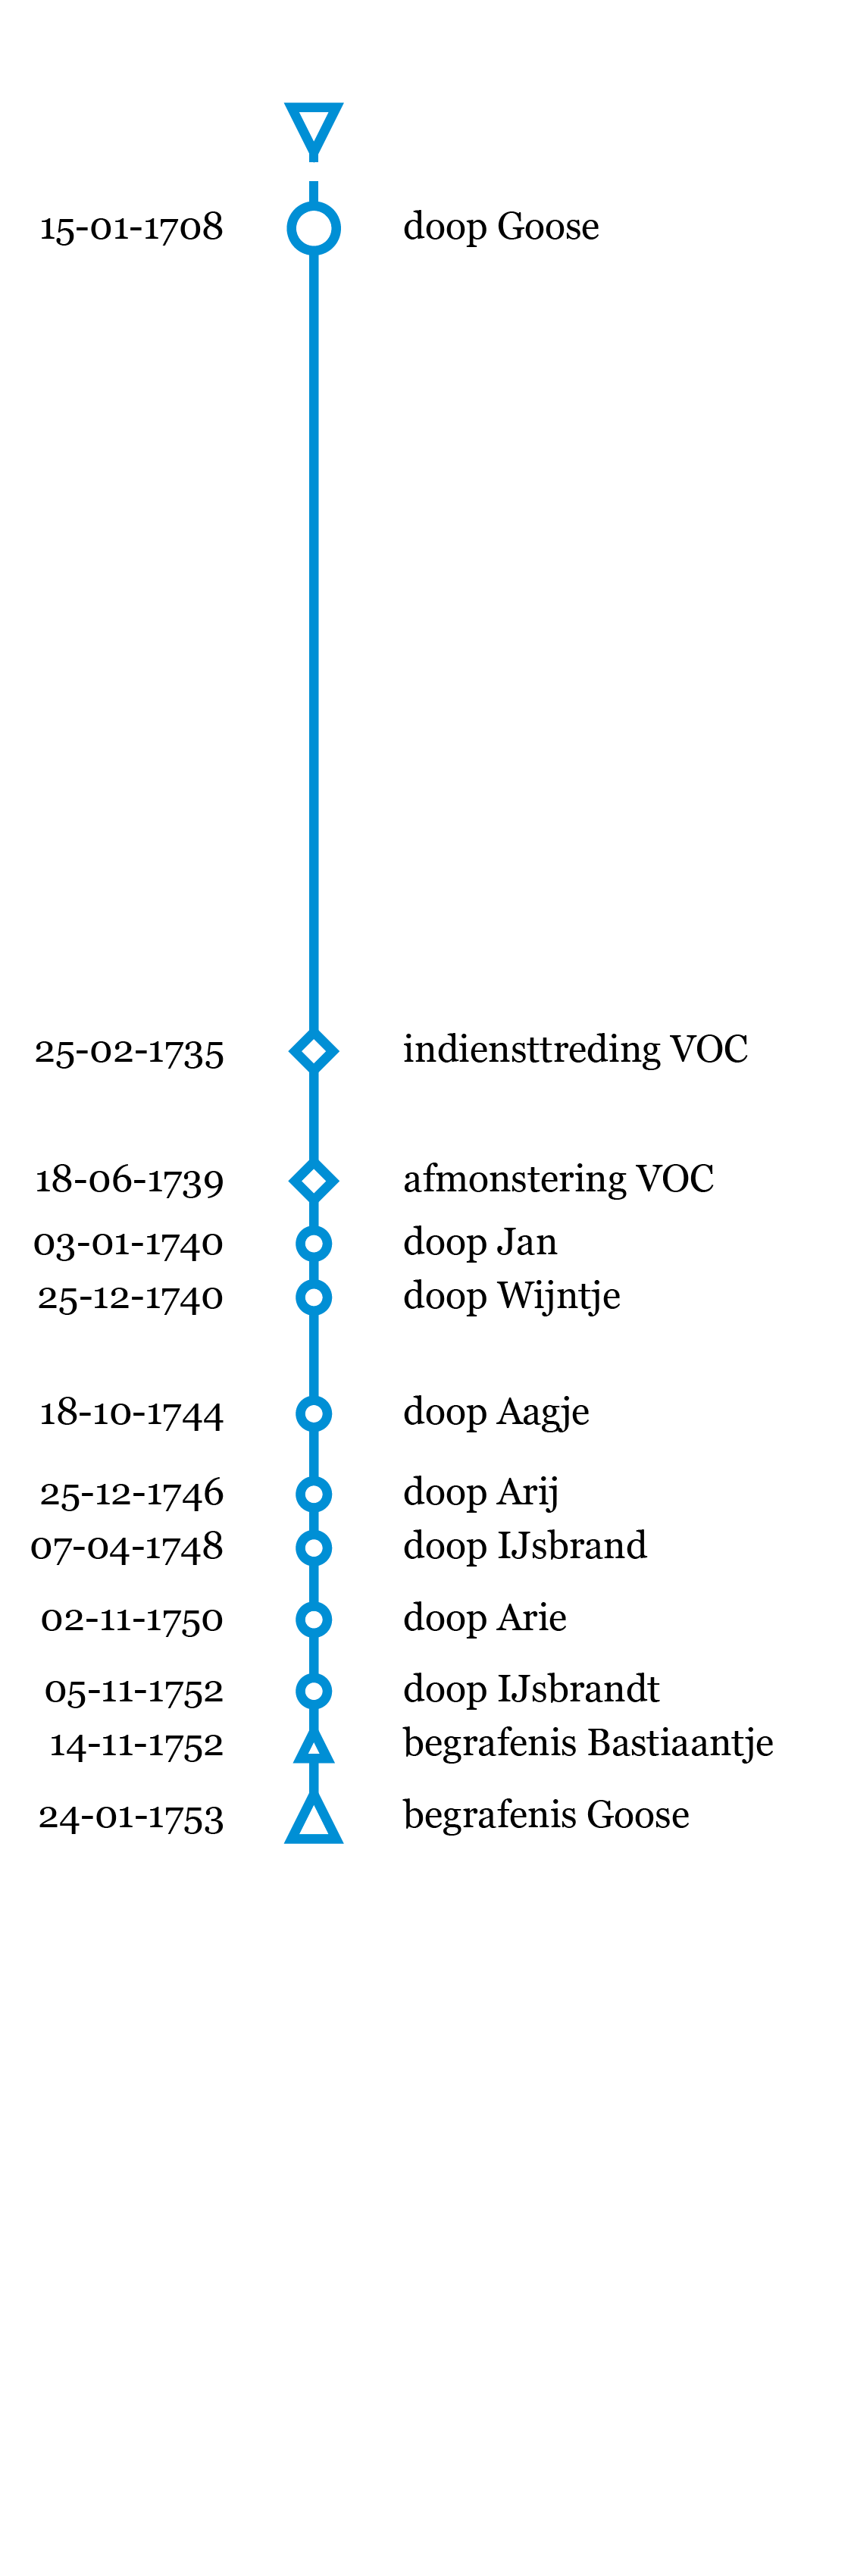 15-01-1708 doop Goose
25-02-1735 indiensttreding VOC
18-06-1739 afmonstering VOC
03-01-1740 doop Jan
25-12-1740 doop Wijntje
18-10-1744 doop Aagje
25-12-1746 doop Arij
07-04-1748 doop IJsbrand
02-11-1750 doop Arie
05-11-1752 doop IJsbrandt
14-11-1752 begrafenis Bastiaantje
24-01-1753 begrafenis Goose